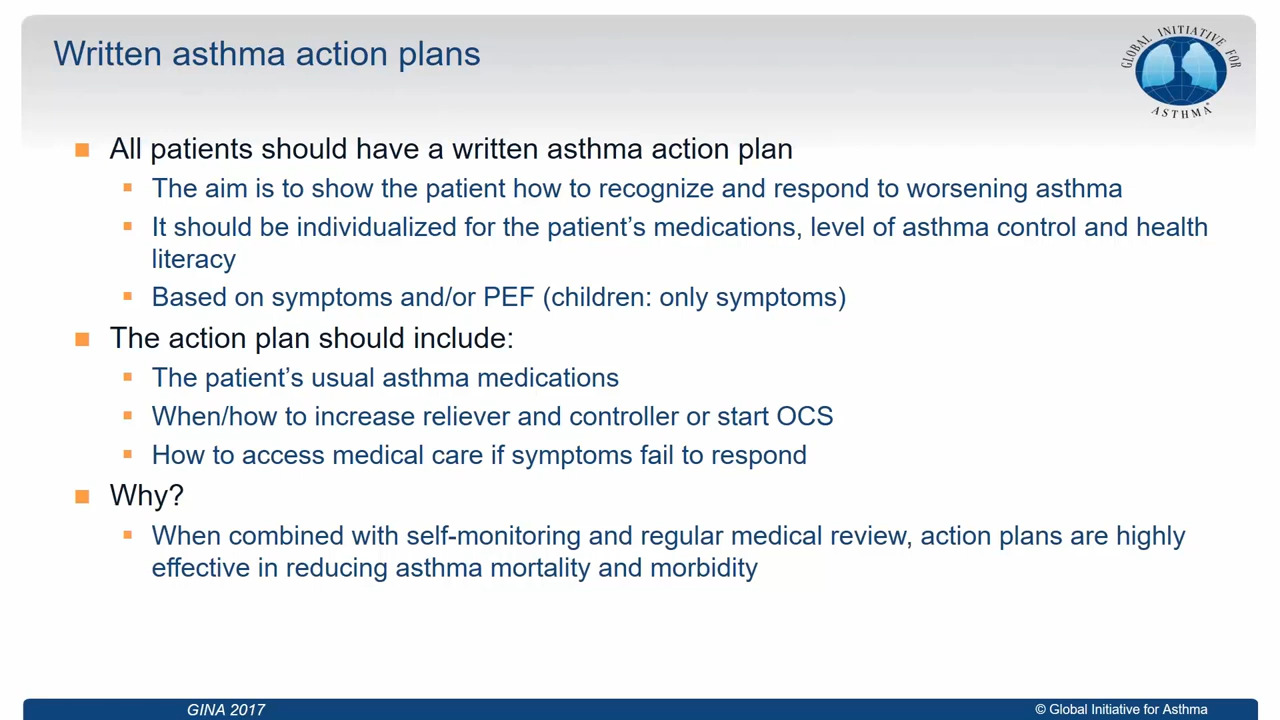 Written asthma action plans
GLOBAL INITIATIVE FOR
ASTHMA
All patients should have a written asthma action plan
The aim is to show the patient how to recognize and respond to worsening asthma
It should be individualized for the patient's medications, level of asthma control and health
literacy
Based on symptoms and/or PEF (children: only symptoms)
The action plan should include:
The patient's usual asthma medications
When/how to increase reliever and controller or start OCS
How to access medical care if symptoms fail to respond
Why?
When combined with self-monitoring and regular medical review, action plans are highly
effective in reducing asthma mortality and morbidity
GINA 2017
© Global Initiative for Asthma